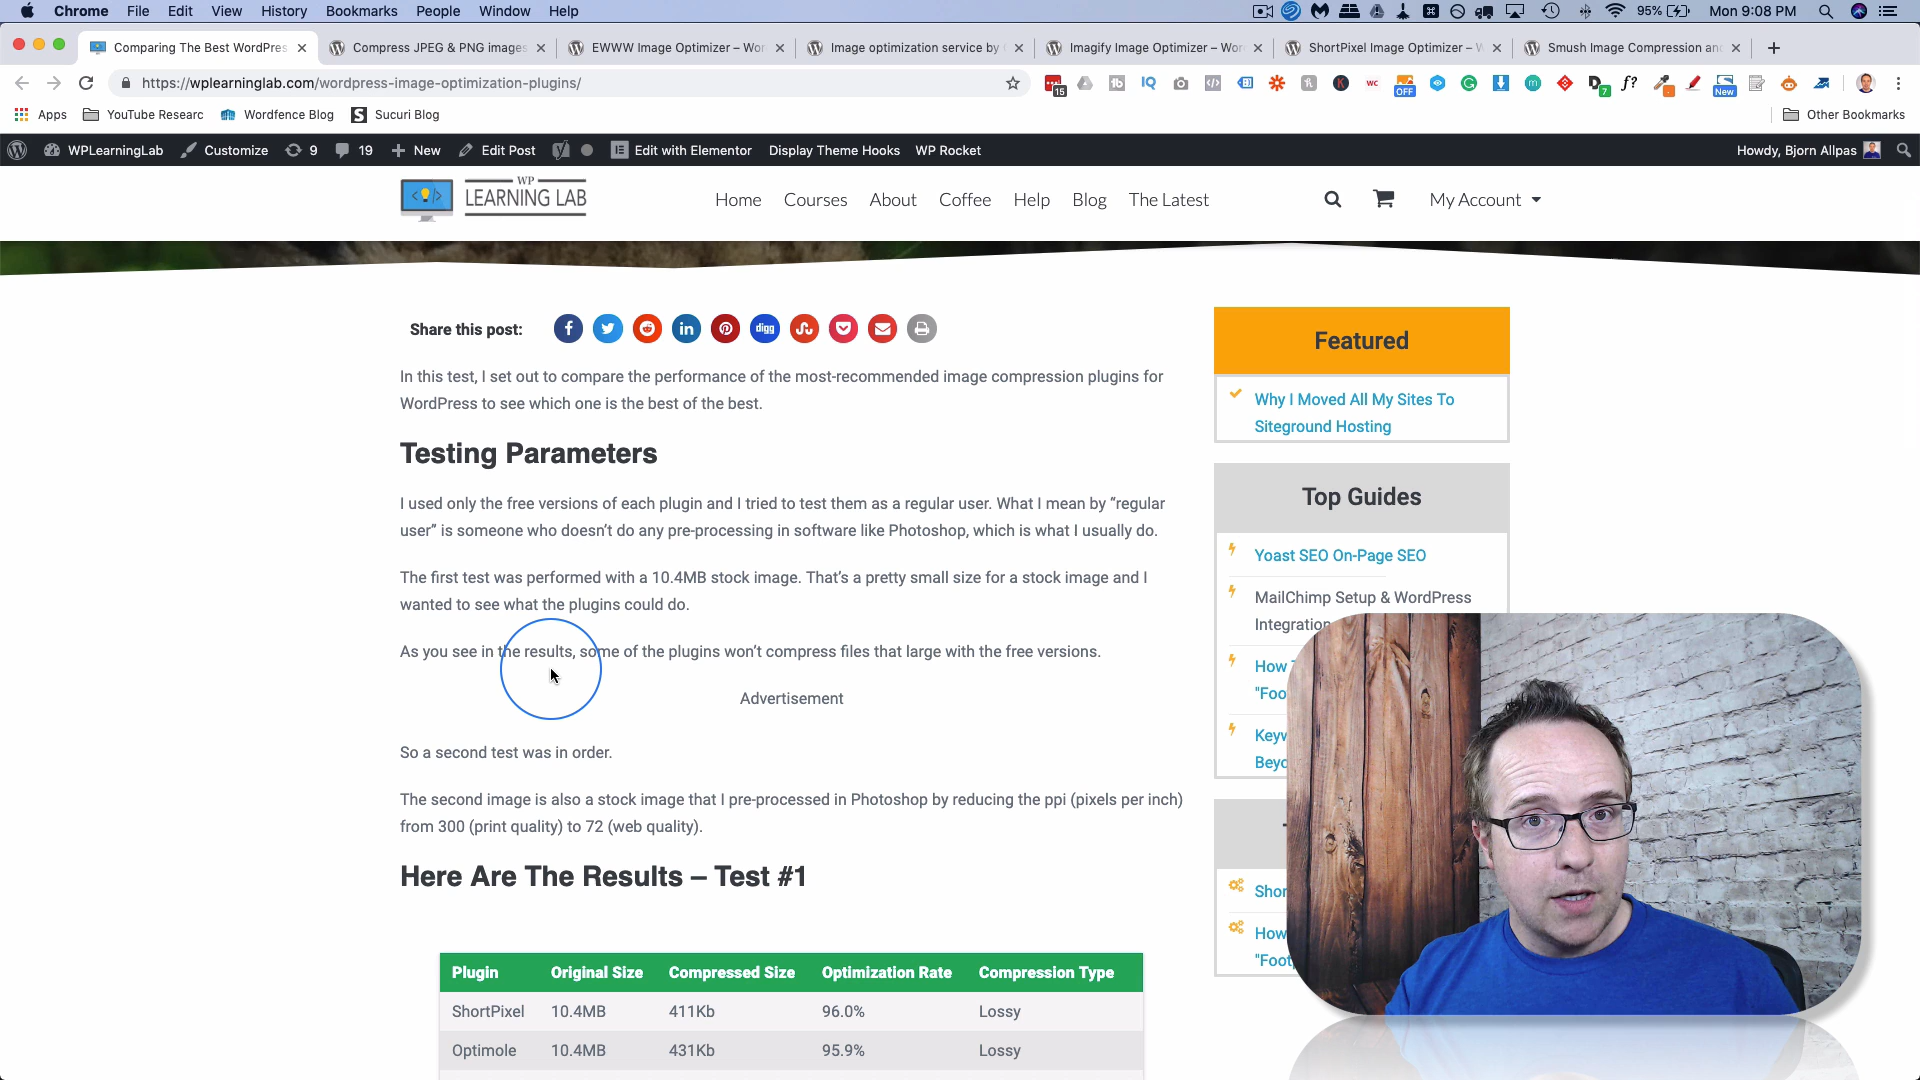 Chrome File Edit View History Bookmarks People Window Help 95% Mon 9:08 PM
Comparing The Best WordPres Compress JPEG & PNG images EWWW Image Optimizer – Wor Image optimization service by Imagify Image Optimizer – Wor ShortPixel Image Optimizer – W Smush Image Compression an
https://wplearninglab.com/wordpress-image-optimization-plugins/
Apps YouTube Researc Wordfence Blog Sucuri Blog Other Bookmarks
WPLearningLab Customize 9 19 New Edit Post Edit with Elementor Display Theme Hooks WP Rocket Howdy, Bjorn Allpas
WP
LEARNING LAB
Home Courses About Coffee Help Blog The Latest My Account
Share this post:
digg
In this test, I set out to compare the performance of the most-recommended image compression plugins for
WordPress to see which one is the best of the best.
Testing Parameters
I used only the free versions of each plugin and I tried to test them as a regular user. What I mean by “regular
user” is someone who doesn’t do any pre-processing in software like Photoshop, which is what I usually do.
The first test was performed with a 10.4MB stock image. That’s a pretty small size for a stock image and I
wanted to see what the plugins could do.
As you see in the results, some of the plugins won’t compress files that large with the free versions.
Advertisement
So a second test was in order.
The second image is also a stock image that I pre-processed in Photoshop by reducing the ppi (pixels per inch)
from 300 (print quality) to 72 (web quality).
Here Are The Results – Test #1
Plugin Original Size Compressed Size Optimization Rate Compression Type
ShortPixel 10.4MB 411Kb 96.0% Lossy
Optimole 10.4MB 431Kb 95.9% Lossy
Featured
Why I Moved All My Sites To
Siteground Hosting
Top Guides
Yoast SEO On-Page SEO
MailChimp Setup & WordPress
Integration
How
"Foo
Keyw
Beyo
Shor
How
"Foot